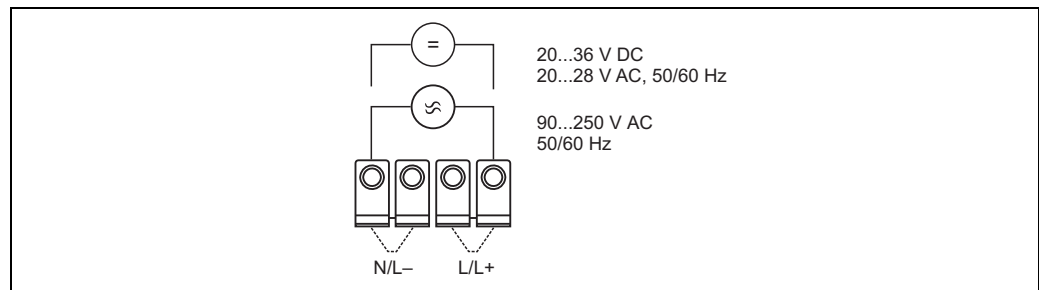 =
20...36 V DC
20...28 V AC, 50/60 Hz
90...250 V AC
50/60 Hz
N/L–
L/L+